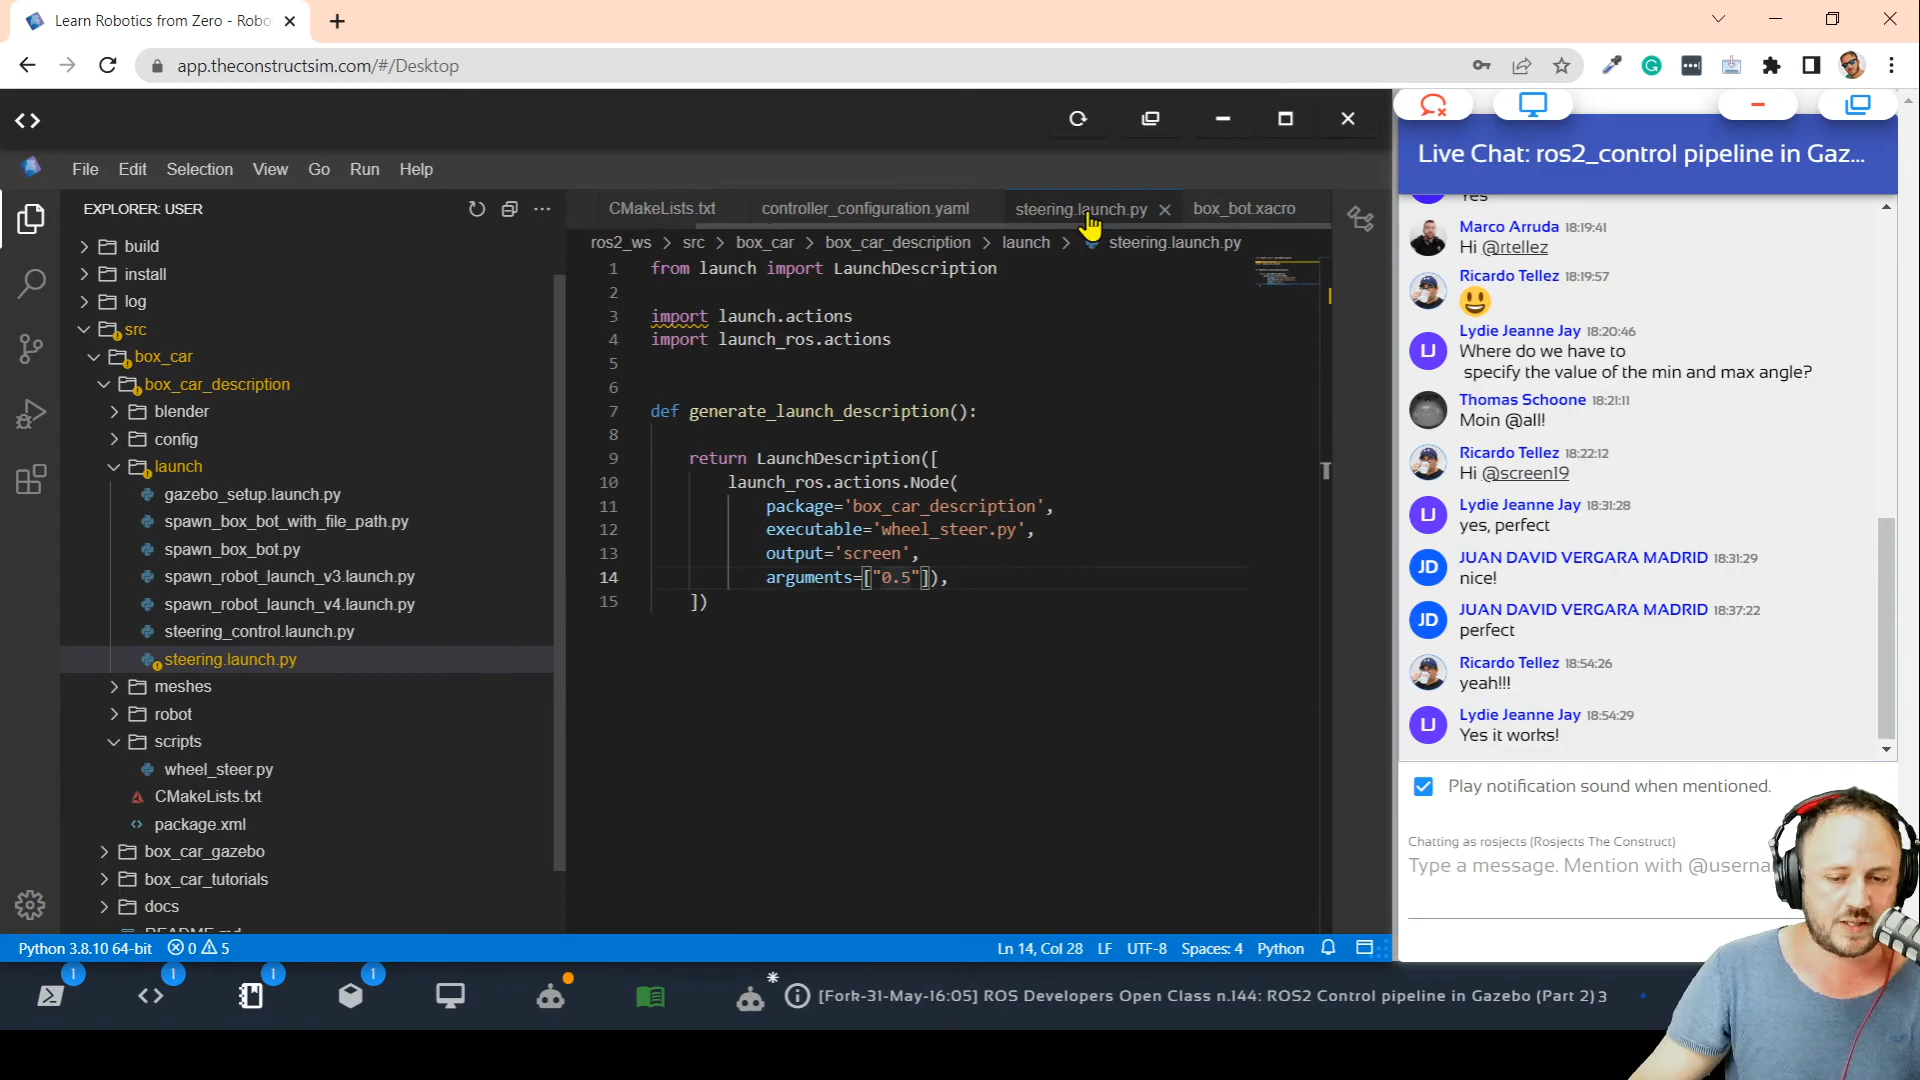 Learn Robotics from Zero - Robo
app.theconstructsim.com/#/Desktop
File Edit Selection View Go Run Help
EXPLORER: USER
build
install
log
src
box_car
box_car_description
blender
config
launch
gazebo_setup.launch.py
spawn_box_bot_with_file_path.py
spawn_box_bot.py
spawn_robot_launch_v3.launch.py
spawn_robot_launch_v4.launch.py
steering_control.launch.py
steering.launch.py
meshes
robot
scripts
wheel_steer.py
CMakeLists.txt
package.xml
box_car_gazebo
box_car_tutorials
docs
README.md
CMakeLists.txt controller_configuration.yaml steering.launch.py box_bot.xacro
ros2_ws > src > box_car > box_car_description > launch > steering.launch.py
1 from launch import LaunchDescription
2
3 import launch.actions
4 import launch_ros.actions
5
6
7 def generate_launch_description():
8
9 return LaunchDescription([
10 launch_ros.actions.Node(
11 package='box_car_description',
12 executable='wheel_steer.py',
13 output='screen',
14 arguments=["0.5"]),
15 ])
Live Chat: ros2_control pipeline in Gaz...
Yes
Marco Arruda 18:19:41
Hi @rtellez
Ricardo Tellez 18:19:57
Lydie Jeanne Jay 18:20:46
LJ
Where do we have to
specify the value of the min and max angle?
Thomas Schoone 18:21:11
Moin @all!
Ricardo Tellez 18:22:12
Hi @screen19
Lydie Jeanne Jay 18:31:28
LJ
yes, perfect
JUAN DAVID VERGARA MADRID 18:31:29
JD
nice!
JUAN DAVID VERGARA MADRID 18:37:22
JD
perfect
Ricardo Tellez 18:54:26
yeah!!!
Lydie Jeanne Jay 18:54:29
LJ
Yes it works!
Play notification sound when mentioned.
Chatting as rosjects (Rosjects The Construct)
Type a message. Mention with @userna
Python 3.8.10 64-bit 0 5
Ln 14, Col 28 LF UTF-8 Spaces: 4 Python
1 1 1 1
[Fork-31-May-16:05] ROS Developers Open Class n.144: ROS2 Control pipeline in Gazebo (Part 2) 3